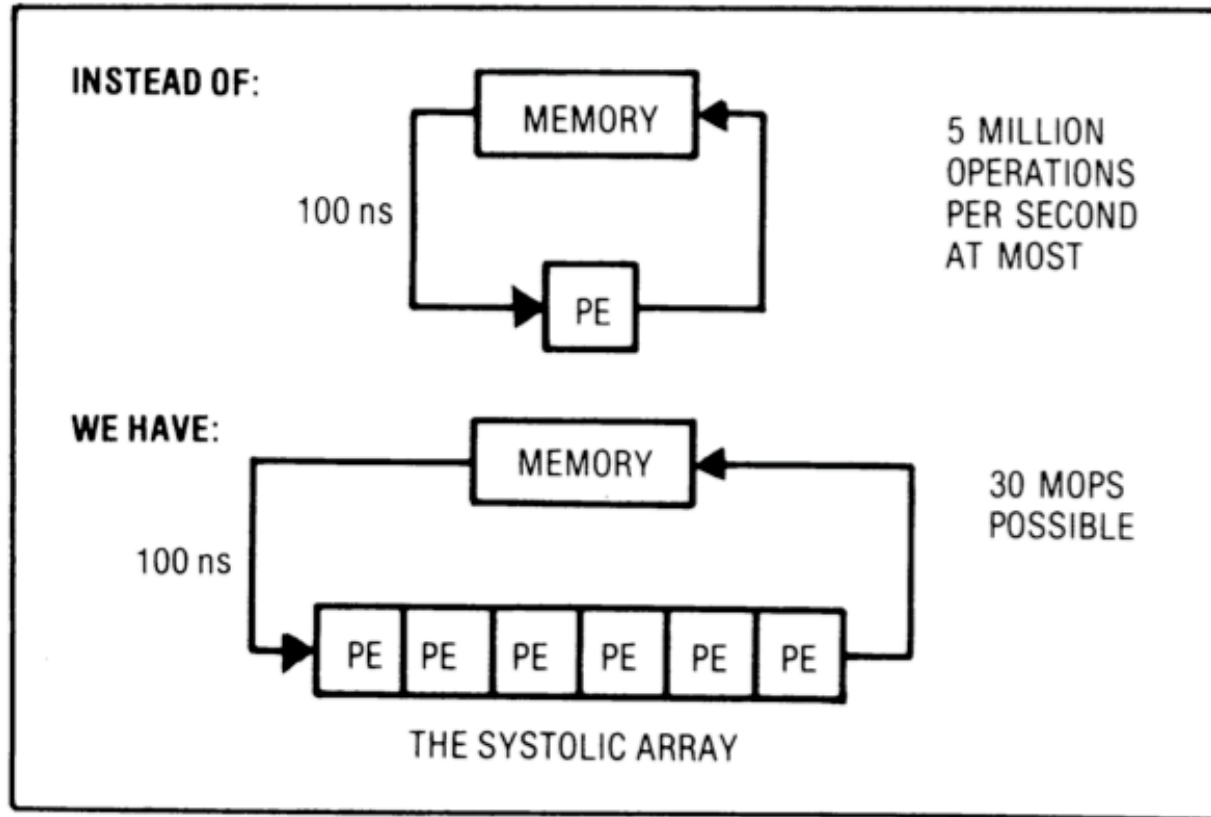 INSTEAD OF:
MEMORY
100 ns
PE
5 MILLION
OPERATIONS
PER SECOND
AT MOST
WE HAVE:
MEMORY
100 ns
PE PE PE PE PE PE
30 MOPS
POSSIBLE
THE SYSTOLIC ARRAY